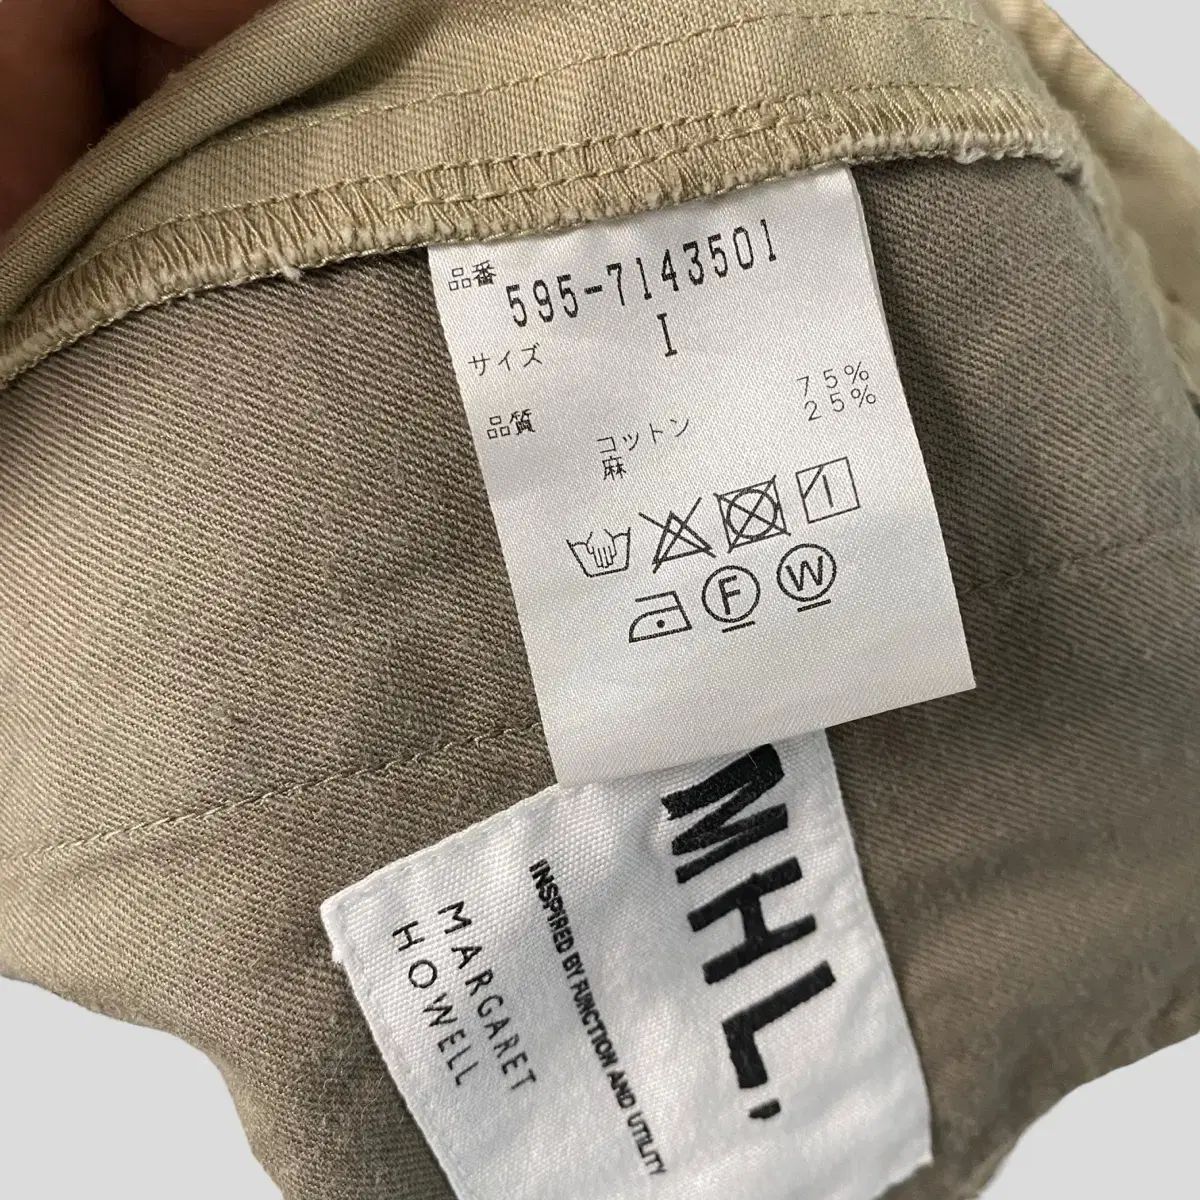 品番 595-7143501
サイズ I
品質 コットン 75%
麻 25%
F W
MHL.
INSPIRED BY FUNCTION AND UTILITY
MARGARET
HOWELL